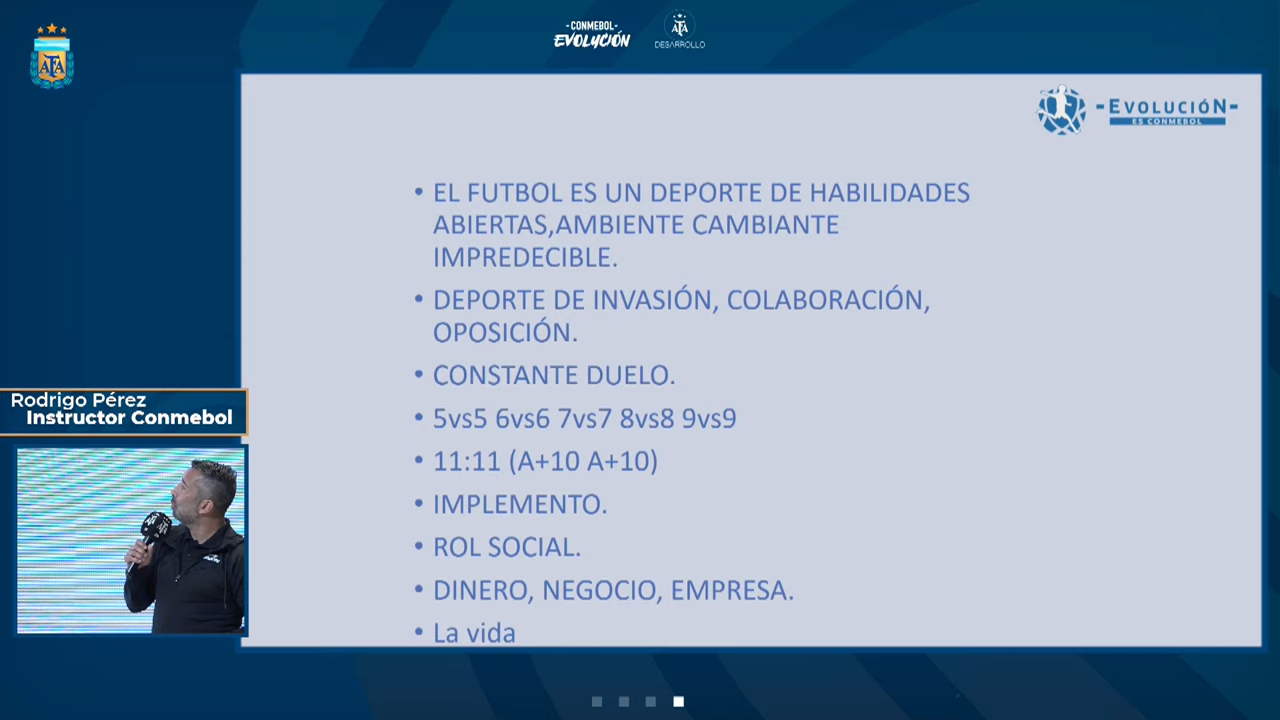 -CONMEBOL-
EVOLUCIÓN
AFA
DESARROLLO
AFA
-EVOLUCIÓN-
ES CONMEBOL
• EL FUTBOL ES UN DEPORTE DE HABILIDADES
ABIERTAS,AMBIENTE CAMBIANTE
IMPREDECIBLE.
• DEPORTE DE INVASIÓN, COLABORACIÓN,
OPOSICIÓN.
• CONSTANTE DUELO.
• 5vs5 6vs6 7vs7 8vs8 9vs9
• 11:11 (A+10 A+10)
• IMPLEMENTO.
• ROL SOCIAL.
• DINERO, NEGOCIO, EMPRESA.
• La vida
Rodrigo Pérez
Instructor Conmebol